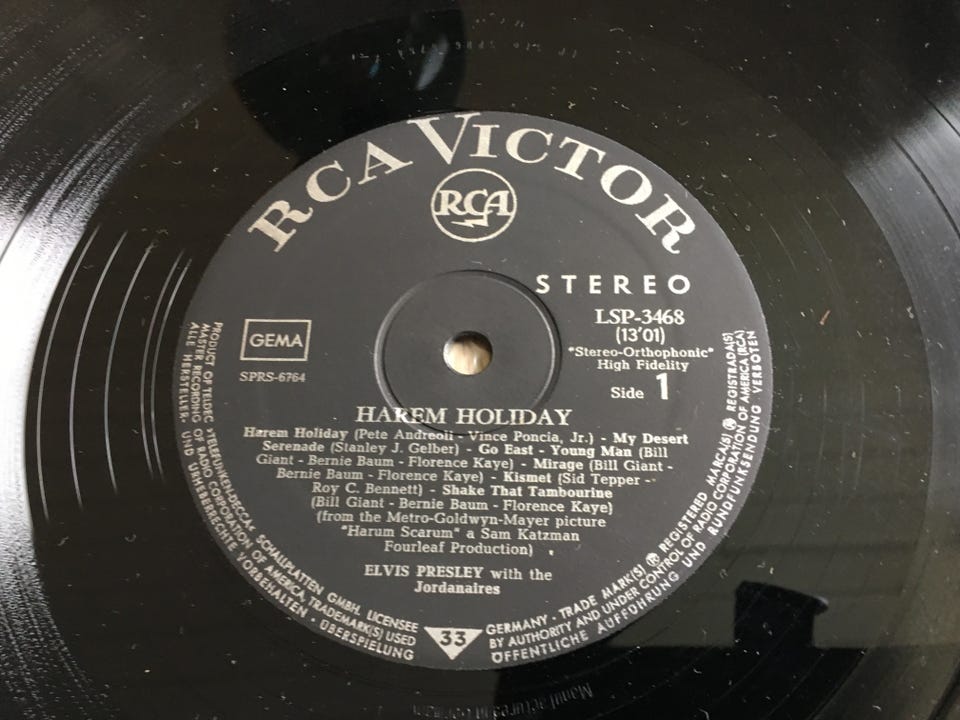 RCA VICTOR
RCA
STEREO
LSP-3468
(13'01)
"Stereo-Orthophonic"
High Fidelity
Side 1
GEMA
SPRS-6764
HAREM HOLIDAY
Harem Holiday (Pete Andreoli - Vince Poncia, Jr.) - My Desert
Serenade (Stanley J. Gelber) - Go East - Young Man (Bill
Giant - Bernie Baum - Florence Kaye) - Mirage (Bill Giant -
Bernie Baum - Florence Kaye) - Kismet (Sid Tepper -
Roy C. Bennett) - Shake That Tambourine
(Bill Giant - Bernie Baum - Florence Kaye)
(from the Metro-Goldwyn-Mayer picture
"Harum Scarum" a Sam Katzman
Fourleaf Production)
ELVIS PRESLEY with the
Jordanaires
33
PRODUCT OF TELDEC »TELEFUNKEN-DECCA« SCHALLPLATTEN GMBH. LICENSEE
MASTER RECORDING OF RADIO CORPORATION OF AMERICA, TRADEMARK(S) USED
ALLE HERSTELLER- UND URHEBERRECHTE VORBEHALTEN · ÜBERSPIELUNG
GERMANY - TRADE MARK(S) ® REGISTERED MARCA(S) ® REGISTRADA(S)
BY AUTHORITY AND UNDER CONTROL OF RADIO CORPORATION OF AMERICA (RCA)
ÖFFENTLICHE AUFFÜHRUNG UND RUNDFUNKSENDUNG VERBOTEN
Manufactured in Germany